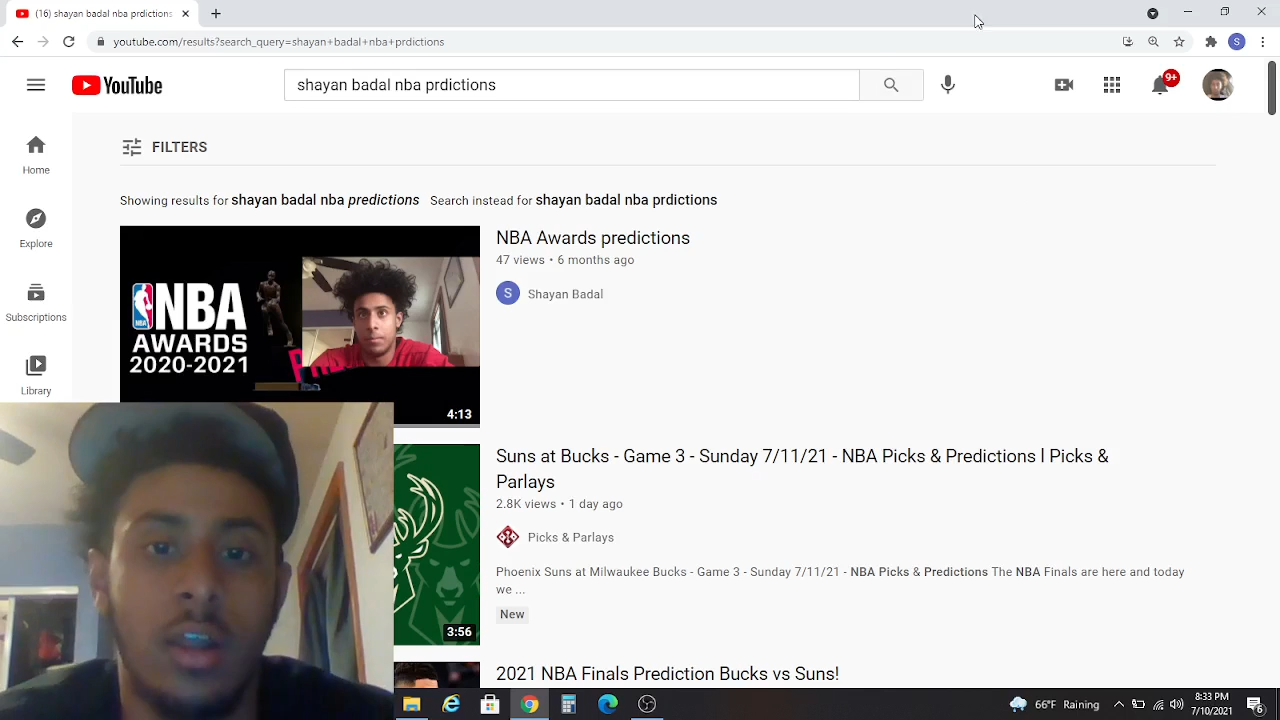 (16) shayan badal nba prdictions
youtube.com/results?search_query=shayan+badal+nba+prdictions
S
YouTube
shayan badal nba prdictions
9+
FILTERS
Home
Explore
Subscriptions
Library
Showing results for shayan badal nba predictions Search instead for shayan badal nba prdictions
NBA
NBA
AWARDS
2020-2021
4:13
NBA Awards predictions
47 views • 6 months ago
S Shayan Badal
3:56
Suns at Bucks - Game 3 - Sunday 7/11/21 - NBA Picks & Predictions l Picks &
Parlays
2.8K views • 1 day ago
Picks & Parlays
Phoenix Suns at Milwaukee Bucks - Game 3 - Sunday 7/11/21 - NBA Picks & Predictions The NBA Finals are here and today
we ...
New
2021 NBA Finals Prediction Bucks vs Suns!
66°F Raining
8:33 PM
7/10/2021
6